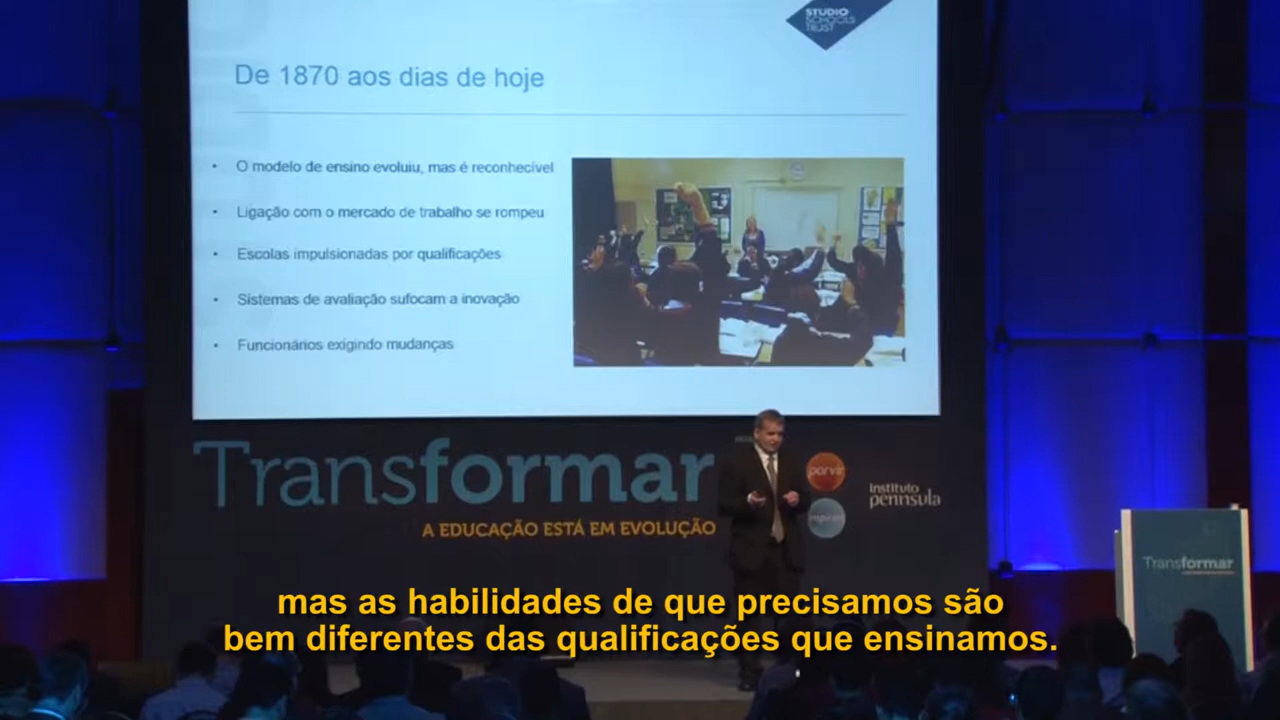 STUDIO
SCHOOLS
TRUST
De 1870 aos dias de hoje
• O modelo de ensino evoluiu, mas é reconhecível
• Ligação com o mercado de trabalho se rompeu
• Escolas impulsionadas por qualificações
• Sistemas de avaliação sufocam a inovação
• Funcionários exigindo mudanças
Transformar
A EDUCAÇÃO ESTÁ EM EVOLUÇÃO
porvir
inspirare
Instituto
península
Transformar
mas as habilidades de que precisamos são
bem diferentes das qualificações que ensinamos.